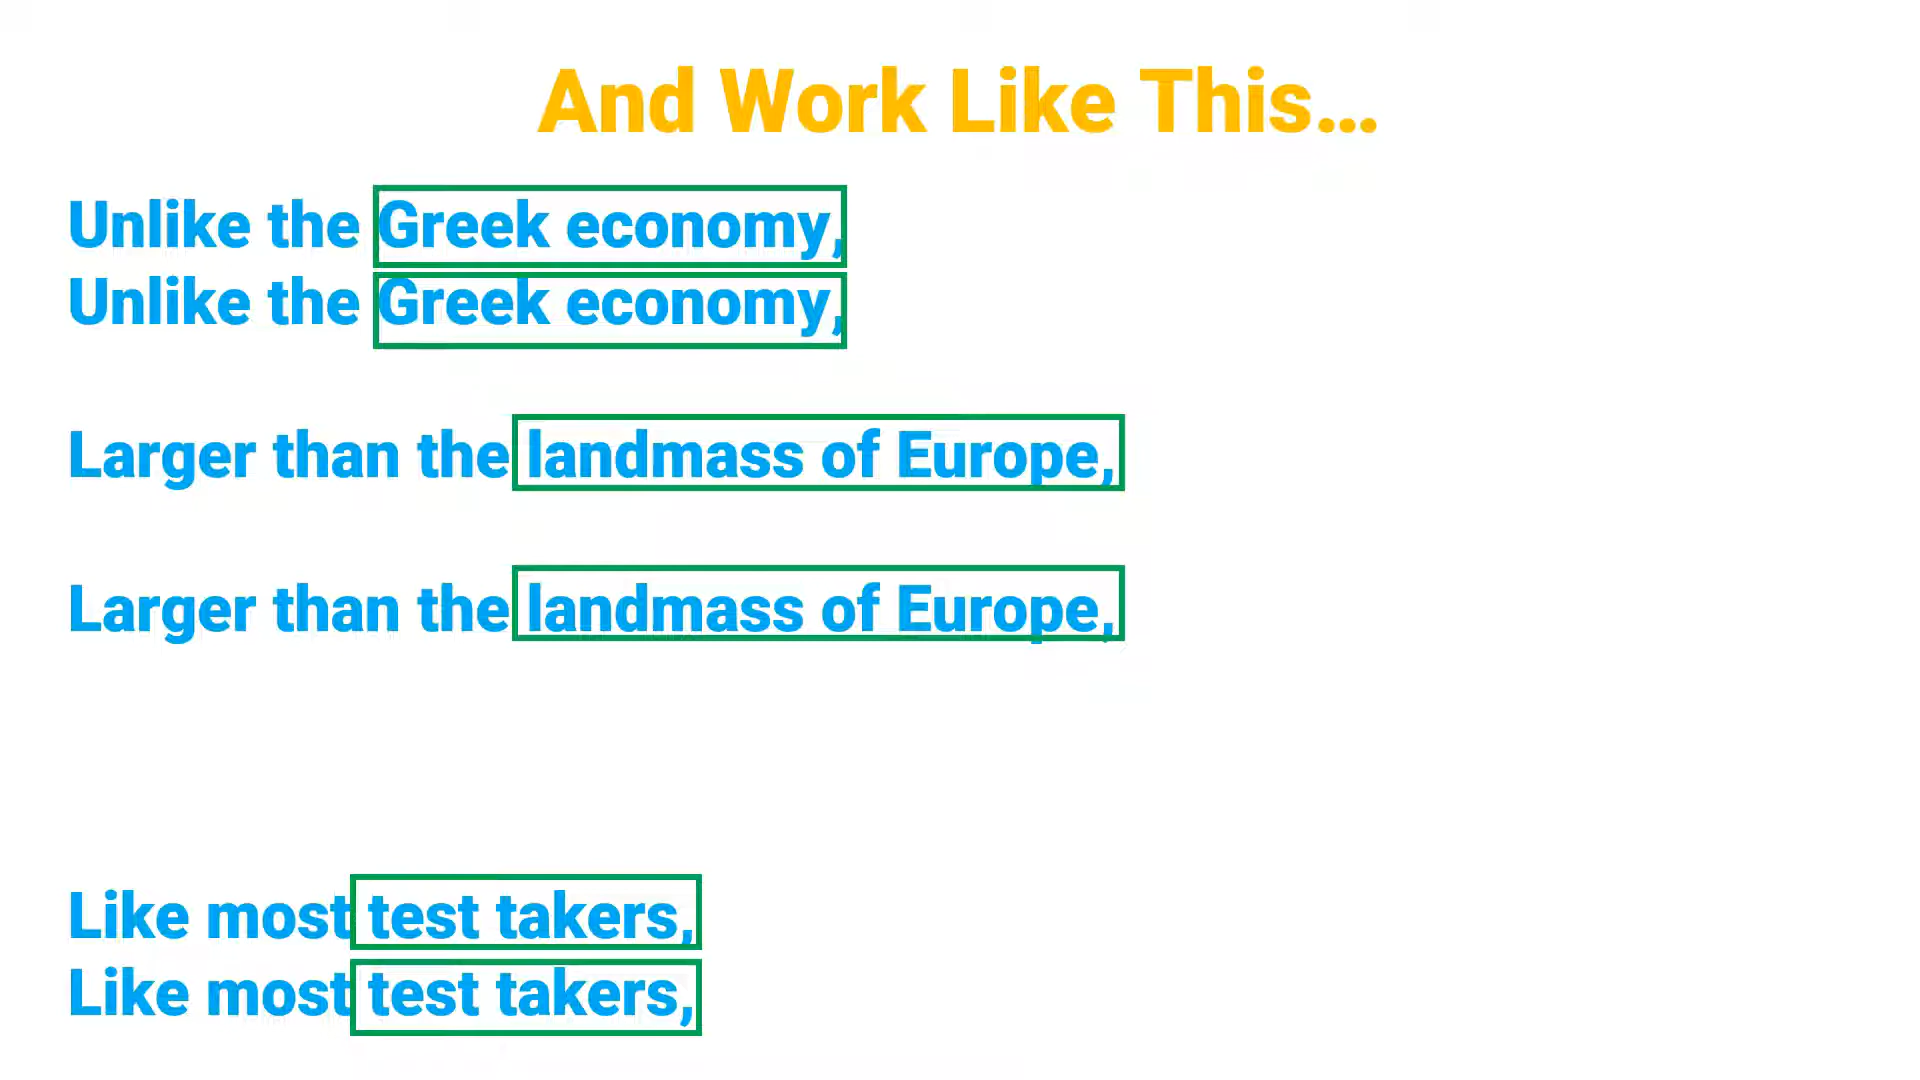 And Work Like This...
Unlike the Greek economy,
Unlike the Greek economy,
Larger than the landmass of Europe,
Larger than the landmass of Europe,
Like most test takers,
Like most test takers,